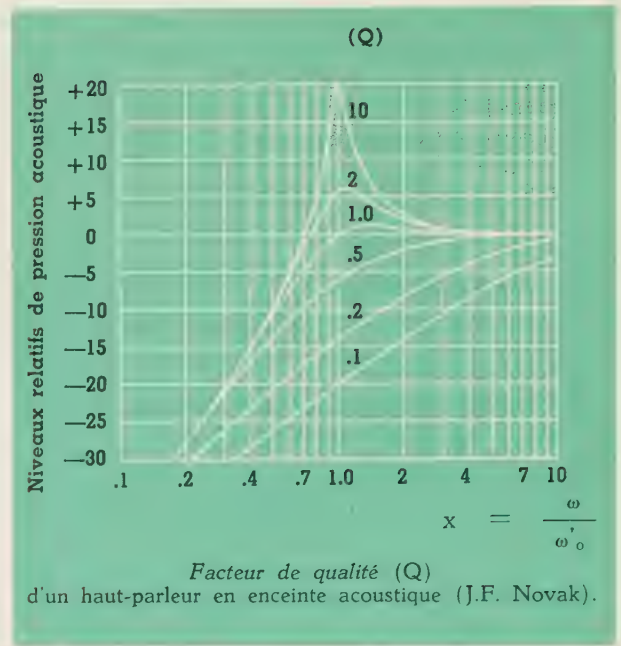 (Q)
Niveaux relatifs de pression acoustique
+20
+15
+10
+5
0
—5
—10
—15
—20
—25
—30
10
2
1.0
.5
.2
.1
.1 .2 .4 .7 1.0 2 4 7 10
x = ω
ω'o
Facteur de qualité (Q)
d'un haut-parleur en enceinte acoustique (J.F. Novak).